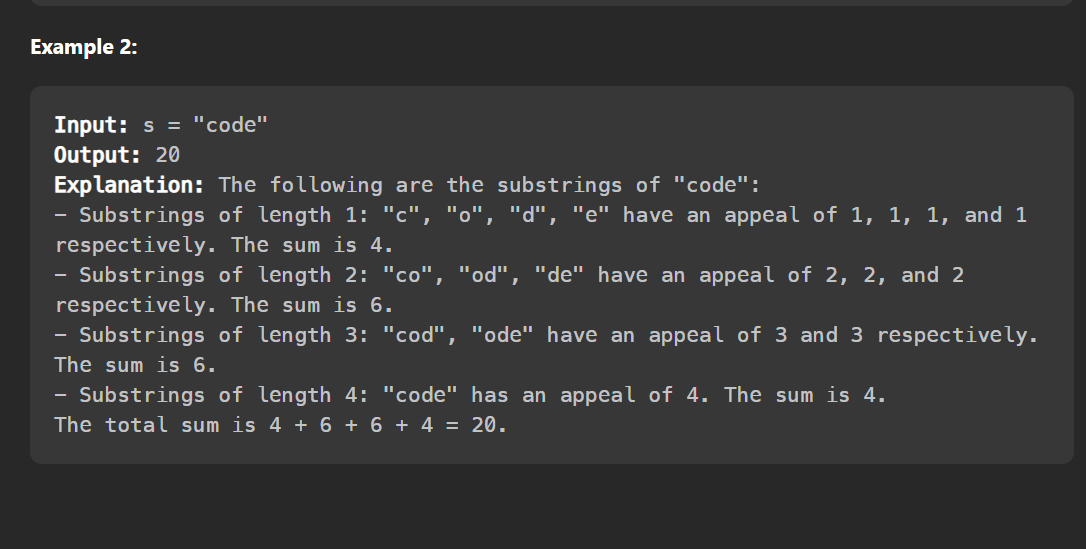 Example 2:
Input: s = "code"
Output: 20
Explanation: The following are the substrings of "code":
- Substrings of length 1: "c", "o", "d", "e" have an appeal of 1, 1, 1, and 1
respectively. The sum is 4.
- Substrings of length 2: "co", "od", "de" have an appeal of 2, 2, and 2
respectively. The sum is 6.
- Substrings of length 3: "cod", "ode" have an appeal of 3 and 3 respectively.
The sum is 6.
- Substrings of length 4: "code" has an appeal of 4. The sum is 4.
The total sum is 4 + 6 + 6 + 4 = 20.